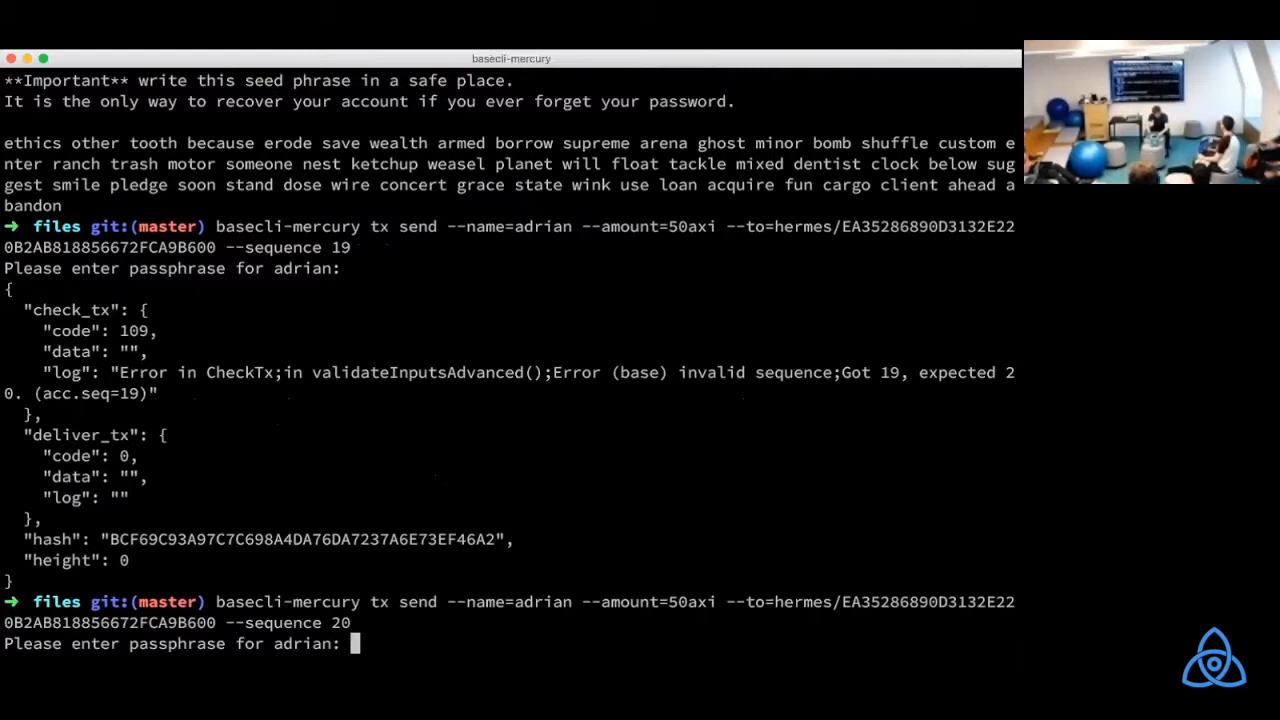 basecli-mercury
**Important** write this seed phrase in a safe place.
It is the only way to recover your account if you ever forget your password.
ethics other tooth because erode save wealth armed borrow supreme arena ghost minor bomb shuffle custom e
nter ranch trash motor someone nest ketchup weasel planet will float tackle mixed dentist clock below sug
gest smile pledge soon stand dose wire concert grace state wink use loan acquire fun cargo client ahead a
bandon
➜ files git:(master) basecli-mercury tx send --name=adrian --amount=50axi --to=hermes/EA35286890D3132E22
0B2AB818856672FCA9B600 --sequence 19
Please enter passphrase for adrian:
{
"check_tx": {
"code": 109,
"data": "",
"log": "Error in CheckTx;in validateInputsAdvanced();Error (base) invalid sequence;Got 19, expected 2
0. (acc.seq=19)"
},
"deliver_tx": {
"code": 0,
"data": "",
"log": ""
},
"hash": "BCF69C93A97C7C698A4DA76DA7237A6E73EF46A2",
"height": 0
}
➜ files git:(master) basecli-mercury tx send --name=adrian --amount=50axi --to=hermes/EA35286890D3132E22
0B2AB818856672FCA9B600 --sequence 20
Please enter passphrase for adrian: